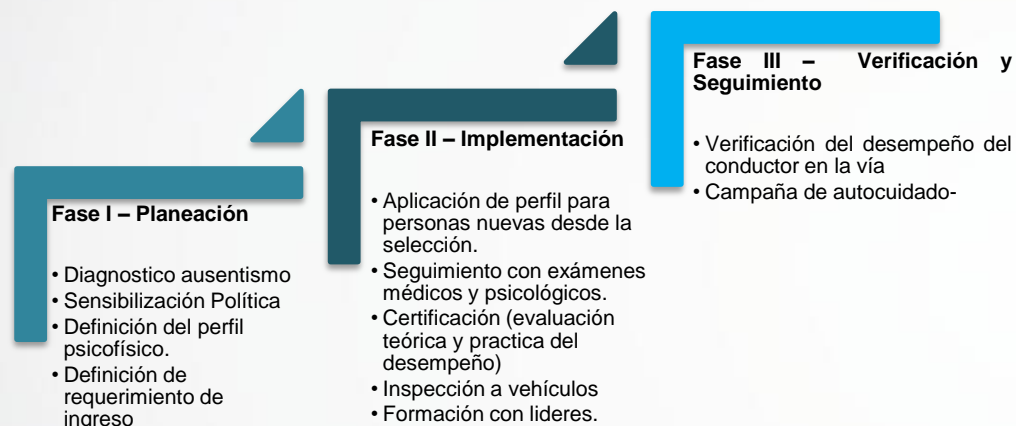 Fase I – Planeación
• Diagnostico ausentismo
• Sensibilización Política
• Definición del perfil
psicofísico.
• Definición de
requerimiento de
ingreso
Fase II – Implementación
• Aplicación de perfil para
personas nuevas desde la
selección.
• Seguimiento con exámenes
médicos y psicológicos.
• Certificación (evaluación
teórica y practica del
desempeño)
• Inspección a vehículos
• Formación con lideres.
Fase III – Verificación y
Seguimiento
• Verificación del desempeño del
conductor en la vía
• Campaña de autocuidado-